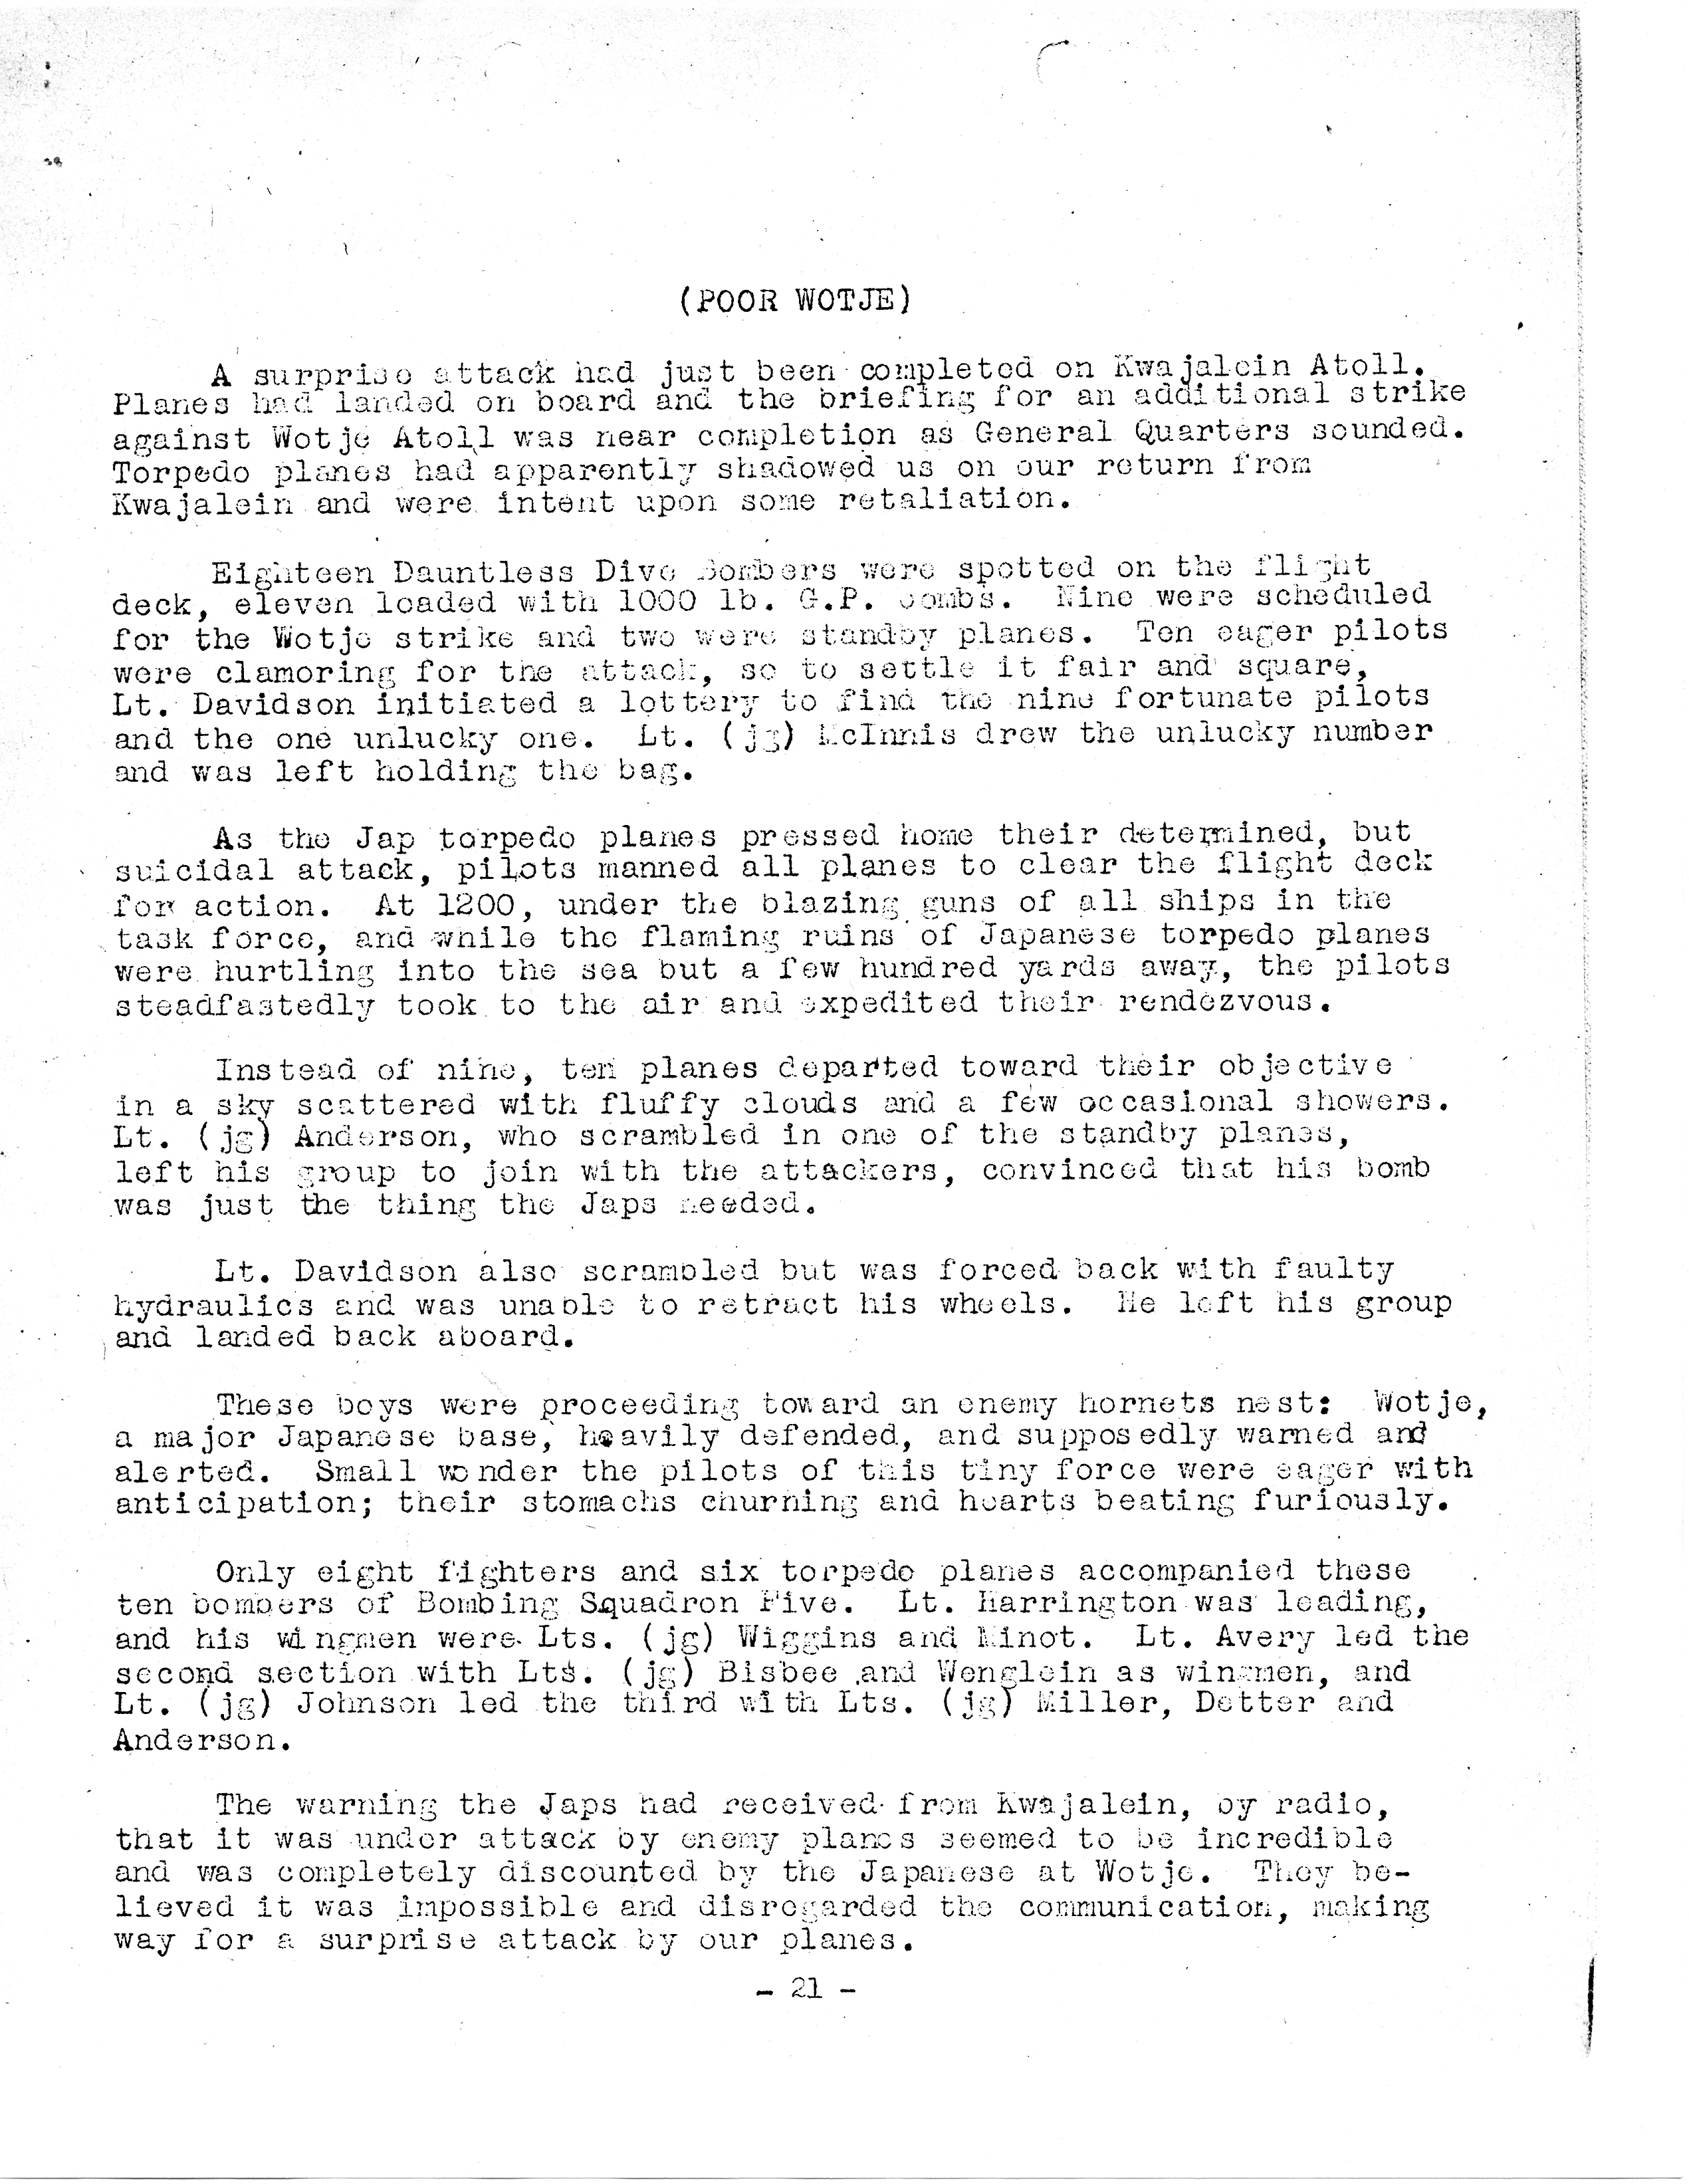 (POOR WOTJE)
A surprise attack had just been completed on Kwajalein Atoll.
Planes had landed on board and the briefing for an additional strike
against Wotje Atoll was near completion as General Quarters sounded.
Torpedo planes had apparently shadowed us on our return from
Kwajalein and were intent upon some retaliation.
Eighteen Dauntless Dive Bombers were spotted on the flight
deck, eleven loaded with 1000 lb. G.P. bombs. Nine were scheduled
for the Wotje strike and two were standby planes. Ten eager pilots
were clamoring for the attack, so to settle it fair and square,
Lt. Davidson initiated a lottery to find the nine fortunate pilots
and the one unlucky one. Lt. (jg) McInnis drew the unlucky number
and was left holding the bag.
As the Jap torpedo planes pressed home their determined, but
suicidal attack, pilots manned all planes to clear the flight deck
for action. At 1200, under the blazing guns of all ships in the
task force, and while the flaming ruins of Japanese torpedo planes
were hurtling into the sea but a few hundred yards away, the pilots
steadfastedly took to the air and expedited their rendezvous.
Instead of nine, ten planes departed toward their objective
in a sky scattered with fluffy clouds and a few occasional showers.
Lt. (jg) Anderson, who scrambled in one of the standby planes,
left his group to join with the attackers, convinced that his bomb
was just the thing the Japs needed.
Lt. Davidson also scrambled but was forced back with faulty
hydraulics and was unable to retract his wheels. He left his group
and landed back aboard.
These boys were proceeding toward an enemy hornets nest: Wotje,
a major Japanese base, heavily defended, and supposedly warned and
alerted. Small wonder the pilots of this tiny force were eager with
anticipation; their stomachs churning and hearts beating furiously.
Only eight fighters and six torpedo planes accompanied these
ten bombers of Bombing Squadron Five. Lt. Harrington was leading,
and his wingmen were Lts. (jg) Wiggins and Minot. Lt. Avery led the
second section with Lts. (jg) Bisbee and Wenglein as wingmen, and
Lt. (jg) Johnson led the third with Lts. (jg) Miller, Detter and
Anderson.
The warning the Japs had received from Kwajalein, by radio,
that it was under attack by enemy planes seemed to be incredible
and was completely discounted by the Japanese at Wotje. They be-
lieved it was impossible and disregarded the communication, making
way for a surprise attack by our planes.
- 21 -